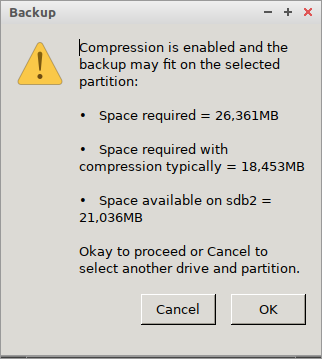 Backup
Compression is enabled and the
backup may fit on the selected
partition:
• Space required = 26,361MB
• Space required with
compression typically = 18,453MB
• Space available on sdb2 =
21,036MB
Okay to proceed or Cancel to
select another drive and partition.
Cancel OK